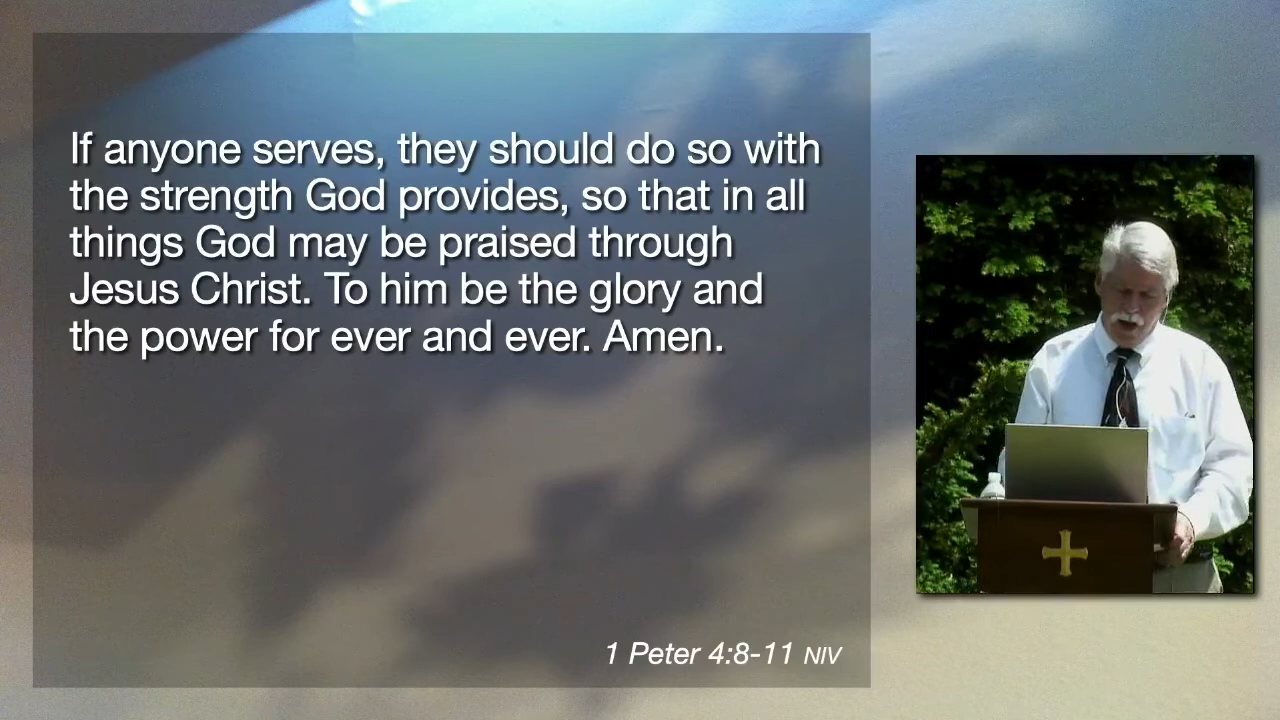 If anyone serves, they should do so with
the strength God provides, so that in all
things God may be praised through
Jesus Christ. To him be the glory and
the power for ever and ever. Amen.
1 Peter 4:8-11 NIV